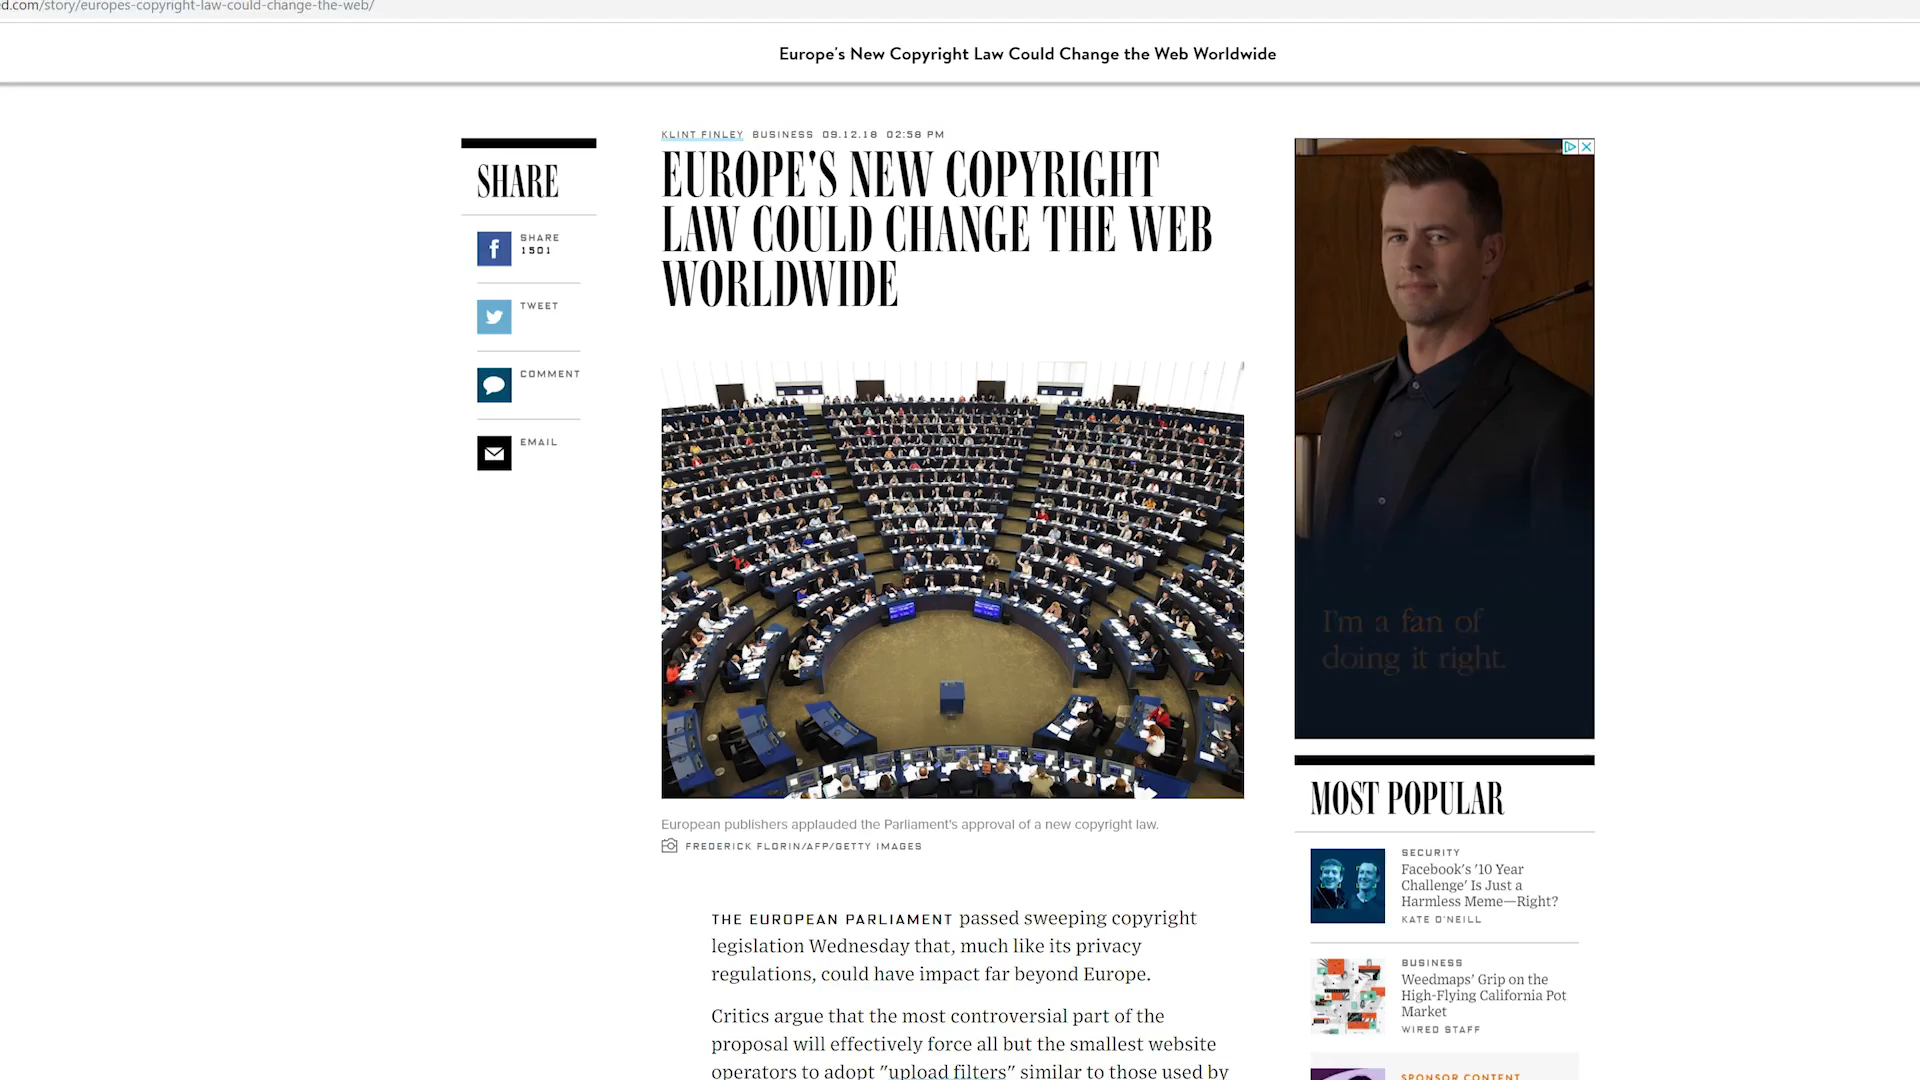 ed.com/story/europes-copyright-law-could-change-the-web/
Europe's New Copyright Law Could Change the Web Worldwide
SHARE
SHARE
1501
TWEET
COMMENT
EMAIL
KLINT FINLEY BUSINESS 09.12.18 02:58 PM
EUROPE'S NEW COPYRIGHT
LAW COULD CHANGE THE WEB
WORLDWIDE
European publishers applauded the Parliament's approval of a new copyright law.
FREDERICK FLORIN/AFP/GETTY IMAGES
THE EUROPEAN PARLIAMENT passed sweeping copyright
legislation Wednesday that, much like its privacy
regulations, could have impact far beyond Europe.
Critics argue that the most controversial part of the
proposal will effectively force all but the smallest website
operators to adopt "upload filters" similar to those used by
I'm a fan of
doing it right.
MOST POPULAR
SECURITY
Facebook's '10 Year
Challenge' Is Just a
Harmless Meme—Right?
KATE O'NEILL
BUSINESS
Weedmaps' Grip on the
High-Flying California Pot
Market
WIRED STAFF
SPONSOR CONTENT